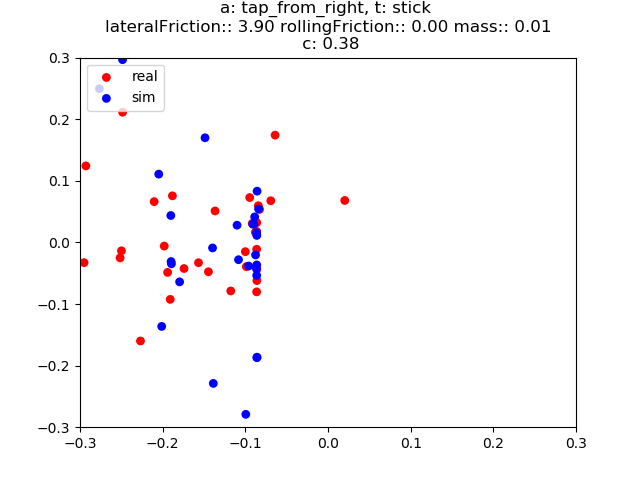 a: tap_from_right, t: stick
lateralFriction:: 3.90 rollingFriction:: 0.00 mass:: 0.01
c: 0.38
real
sim
0.3
0.2
0.1
0.0
−0.1
−0.2
−0.3
−0.3
−0.2
−0.1
0.0
0.1
0.2
0.3